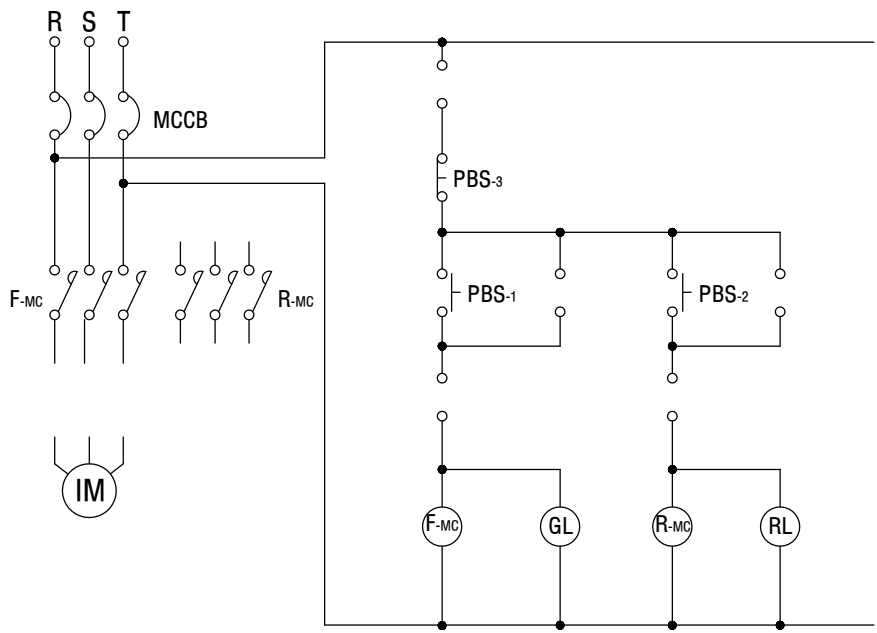 R S T
MCCB
PBS-3
F-MC
R-MC
PBS-1
PBS-2
IM
F-MC
GL
R-MC
RL